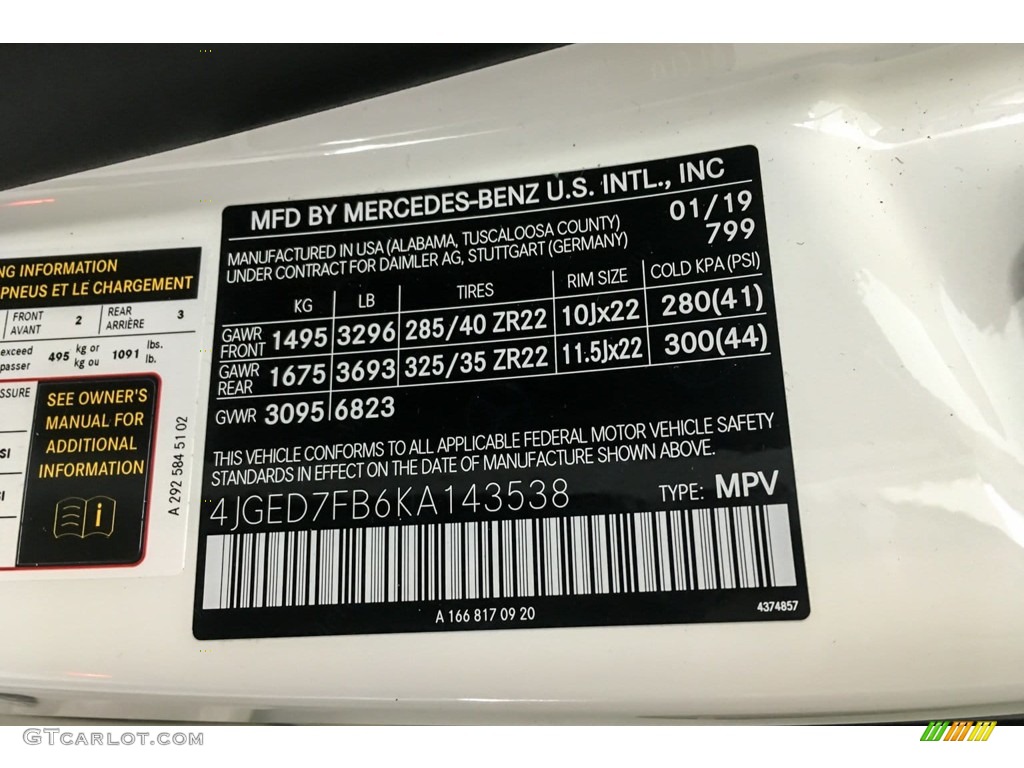 MFD BY MERCEDES-BENZ U.S. INTL., INC
MANUFACTURED IN USA (ALABAMA, TUSCALOOSA COUNTY) 01/19
UNDER CONTRACT FOR DAIMLER AG, STUTTGART (GERMANY) 799
KG LB TIRES RIM SIZE COLD KPA (PSI)
GAWR FRONT 1495 3296 285/40 ZR22 10Jx22 280(41)
GAWR REAR 1675 3693 325/35 ZR22 11.5Jx22 300(44)
GVWR 3095 6823
THIS VEHICLE CONFORMS TO ALL APPLICABLE FEDERAL MOTOR VEHICLE SAFETY
STANDARDS IN EFFECT ON THE DATE OF MANUFACTURE SHOWN ABOVE.
4JGED7FB6KA143538 TYPE: MPV
A 166 817 09 20 4374857
NG INFORMATION
PNEUS ET LE CHARGEMENT
FRONT AVANT 2 REAR ARRIÈRE 3
exceed 495 kg or 1091 lbs.
passer kg ou lb.
SSURE
SI
SEE OWNER'S
MANUAL FOR
ADDITIONAL
INFORMATION
i
A 292 584 51 02
GTcarlot.com